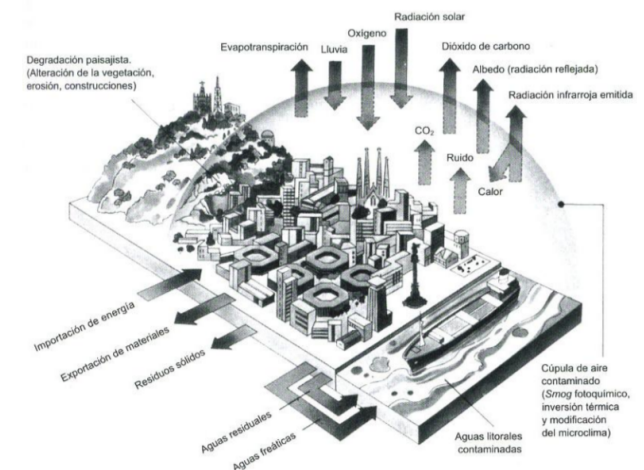 Radiación solar
Oxígeno
Evapotranspiración
Lluvia
Dióxido de carbono
Degradación paisajista.
(Alteración de la vegetación,
erosión, construcciones)
Albedo (radiación reflejada)
Radiación infrarroja emitida
CO₂
Ruido
Calor
Importación de energía
Exportación de materiales
Residuos sólidos
Aguas residuales
Aguas freáticas
Aguas litorales
contaminadas
Cúpula de aire
contaminado
(Smog fotoquímico,
inversión térmica
y modificación
del microclima)